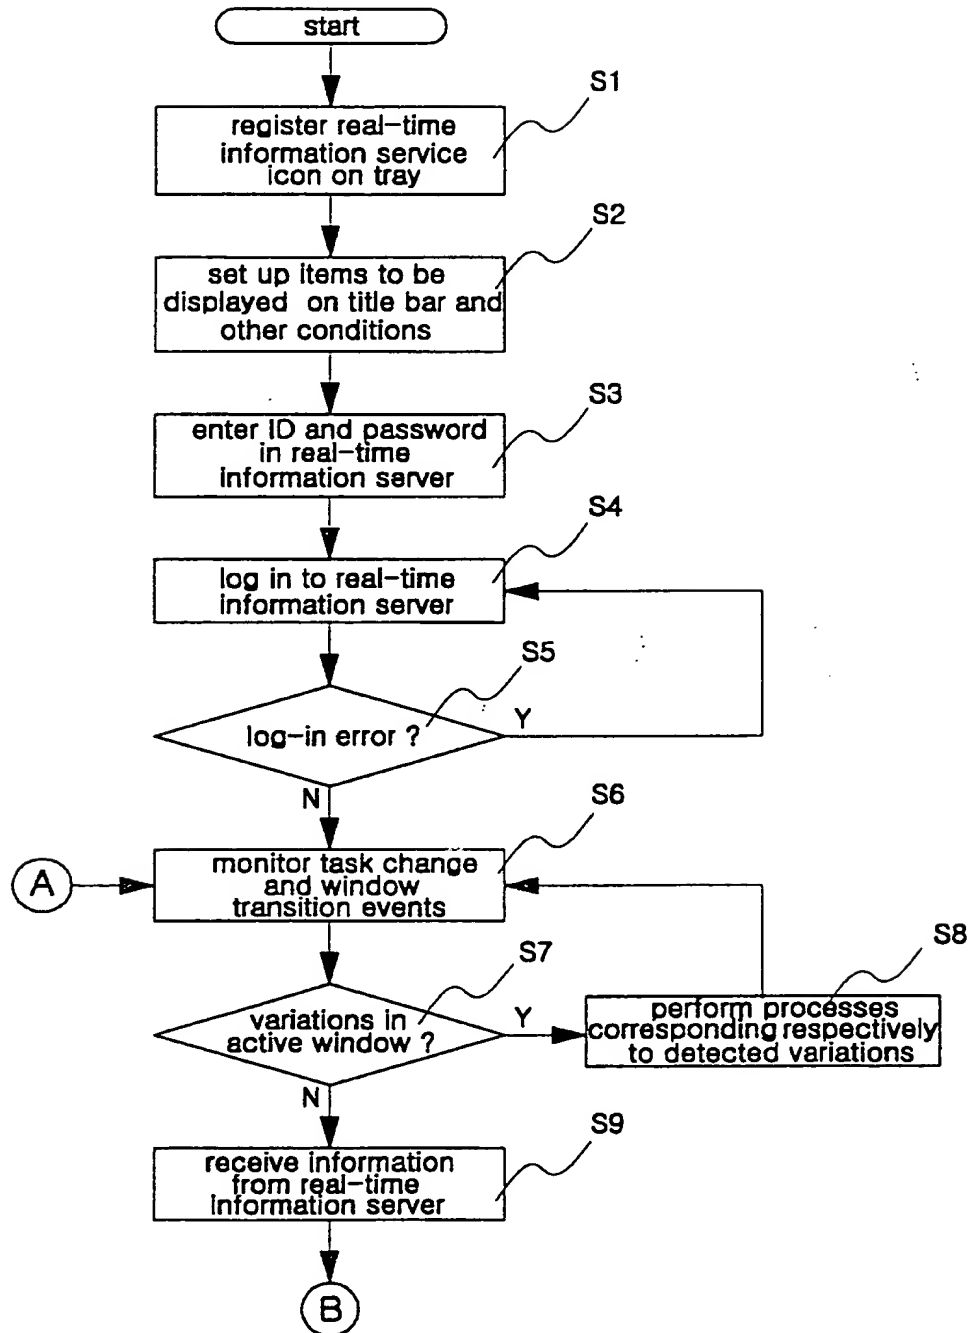 start
S1
register real-time
information service
icon on tray
S2
set up items to be
displayed on title bar and
other conditions
S3
enter ID and password
in real-time
information server
S4
log in to real-time
information server
S5
log-in error ?
Y
N
S6
A
monitor task change
and window
transition events
S7
variations in
active window ?
Y
N
S8
perform processes
corresponding respectively
to detected variations
S9
receive information
from real-time
information server
B